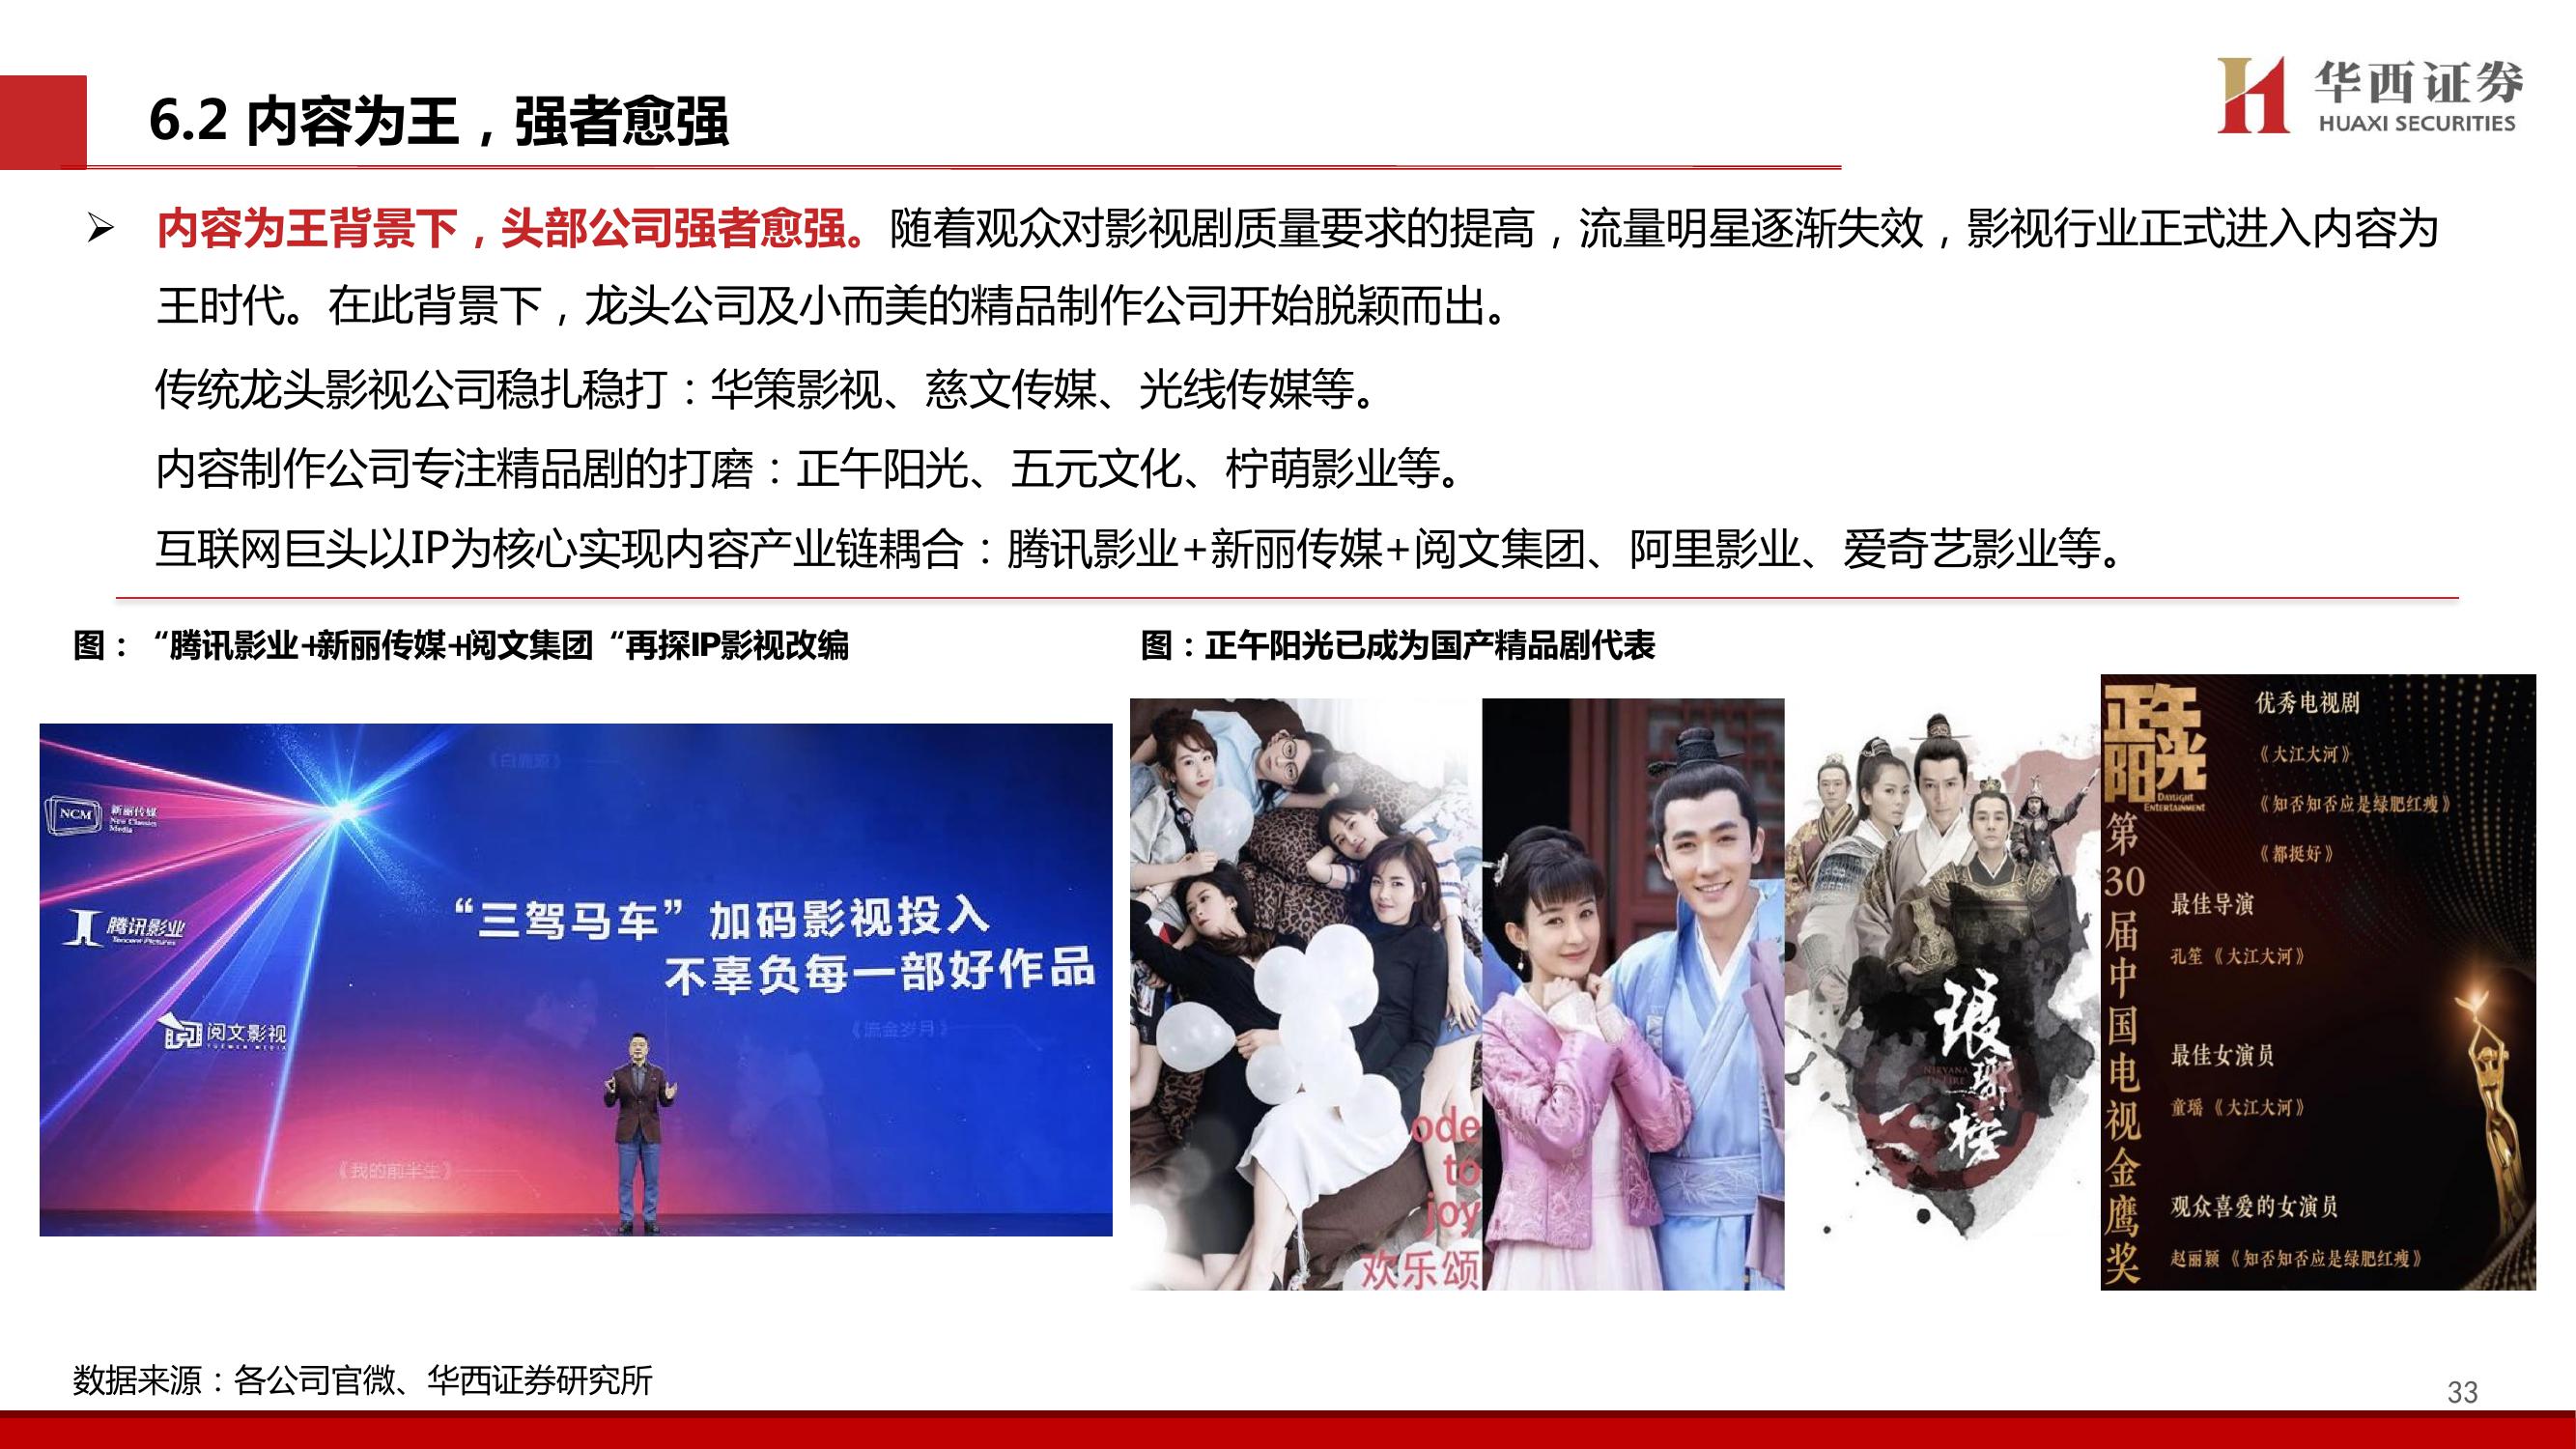 6.2 内容为王，强者愈强
华西证券
HUAXI SECURITIES
内容为王背景下，头部公司强者愈强。随着观众对影视剧质量要求的提高，流量明星逐渐失效，影视行业正式进入内容为
王时代。在此背景下，龙头公司及小而美的精品制作公司开始脱颖而出。
传统龙头影视公司稳扎稳打：华策影视、慈文传媒、光线传媒等。
内容制作公司专注精品剧的打磨：正午阳光、五元文化、柠萌影业等。
互联网巨头以IP为核心实现内容产业链耦合：腾讯影业+新丽传媒+阅文集团、阿里影业、爱奇艺影业等。
图：“腾讯影业+新丽传媒+阅文集团“再探IP影视改编
《白鹿原》
NCM
新丽传媒
New Classics
Media
“三驾马车”加码影视投入
不辜负每一部好作品
腾讯影业
Tencent Pictures
阅文影视
YUEWEN MEDIA
《流金岁月》
《我的前半生》
图：正午阳光已成为国产精品剧代表
ode
to
joy
欢乐颂
琅琊榜
NIRVANA
IN FIRE
正午阳光
DAYLIGHT
ENTERTAINMENT
第30届中国电视金鹰奖
优秀电视剧
《大江大河》
《知否知否应是绿肥红瘦》
《都挺好》
最佳导演
孔笙《大江大河》
最佳女演员
童瑶《大江大河》
观众喜爱的女演员
赵丽颖《知否知否应是绿肥红瘦》
数据来源：各公司官微、华西证券研究所
33